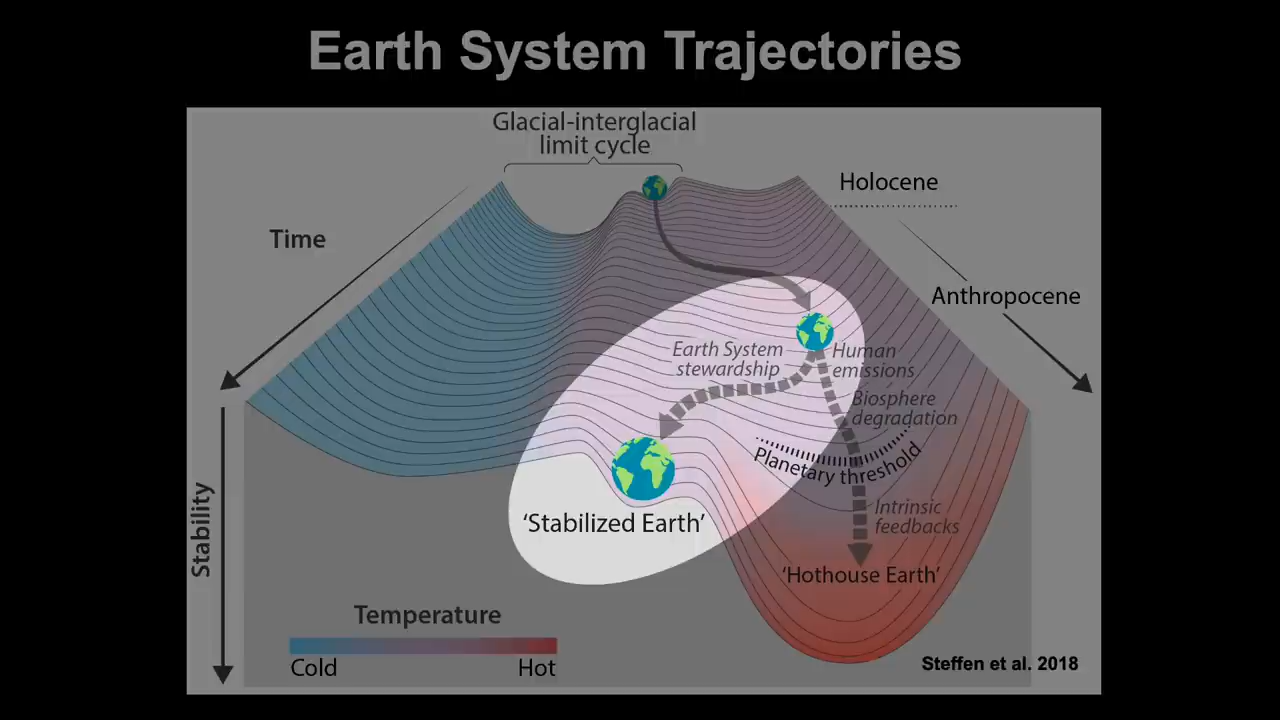 Earth System Trajectories
Glacial-interglacial
limit cycle
Holocene
Time
Anthropocene
Earth System
stewardship
Human
emissions
Biosphere
degradation
Planetary threshold
Stability
Intrinsic
feedbacks
‘Stabilized Earth’
‘Hothouse Earth’
Temperature
Cold
Hot
Steffen et al. 2018